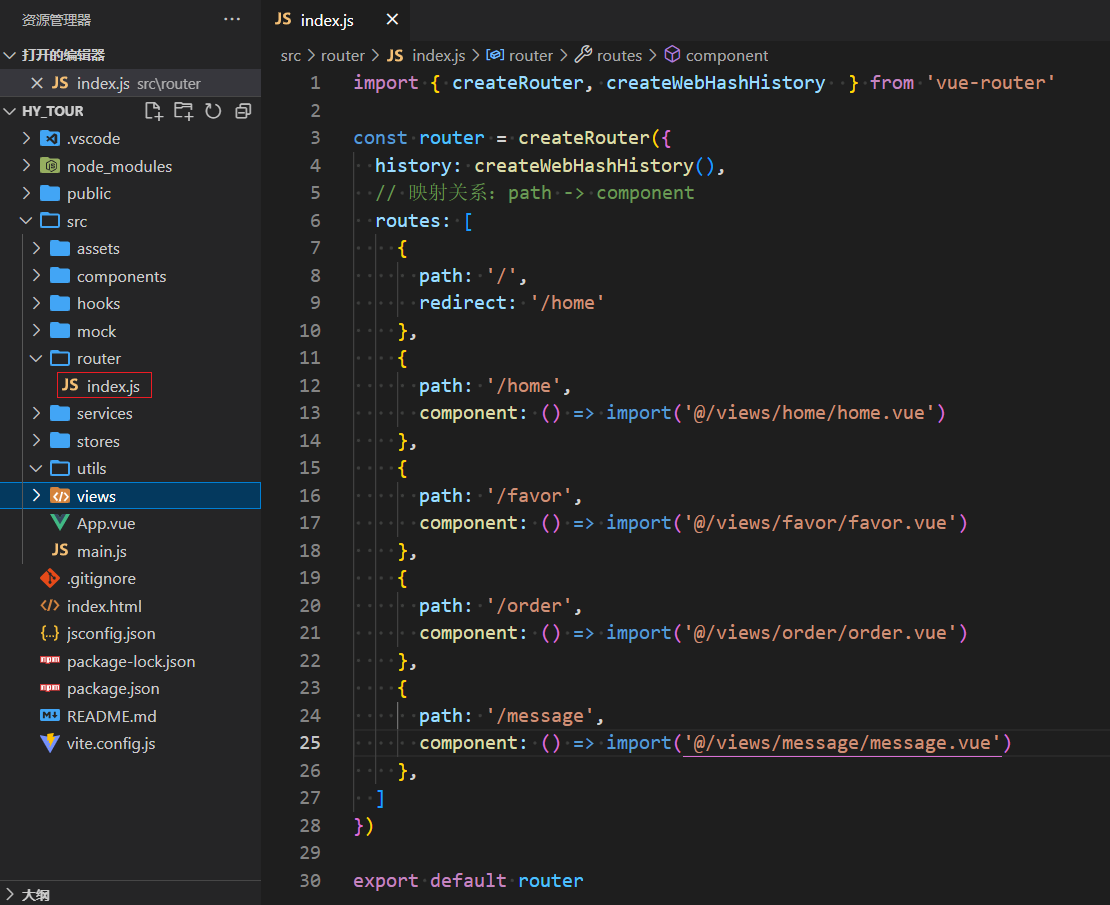 资源管理器
···
打开的编辑器
JS index.js src\router
HY_TOUR
.vscode
node_modules
public
src
assets
components
hooks
mock
router
JS index.js
services
stores
utils
views
App.vue
JS main.js
.gitignore
index.html
{..} jsconfig.json
npm package-lock.json
npm package.json
README.md
vite.config.js
大纲
JS index.js
src > router > JS index.js > router > routes > component
1 import { createRouter, createWebHashHistory  } from 'vue-router'
2
3 const router = createRouter({
4   history: createWebHashHistory(),
5   // 映射关系: path -> component
6   routes: [
7     {
8       path: '/',
9       redirect: '/home'
10     },
11     {
12       path: '/home',
13       component: () => import('@/views/home/home.vue')
14     },
15     {
16       path: '/favor',
17       component: () => import('@/views/favor/favor.vue')
18     },
19     {
20       path: '/order',
21       component: () => import('@/views/order/order.vue')
22     },
23     {
24       path: '/message',
25       component: () => import('@/views/message/message.vue')
26     },
27   ]
28 })
29
30 export default router